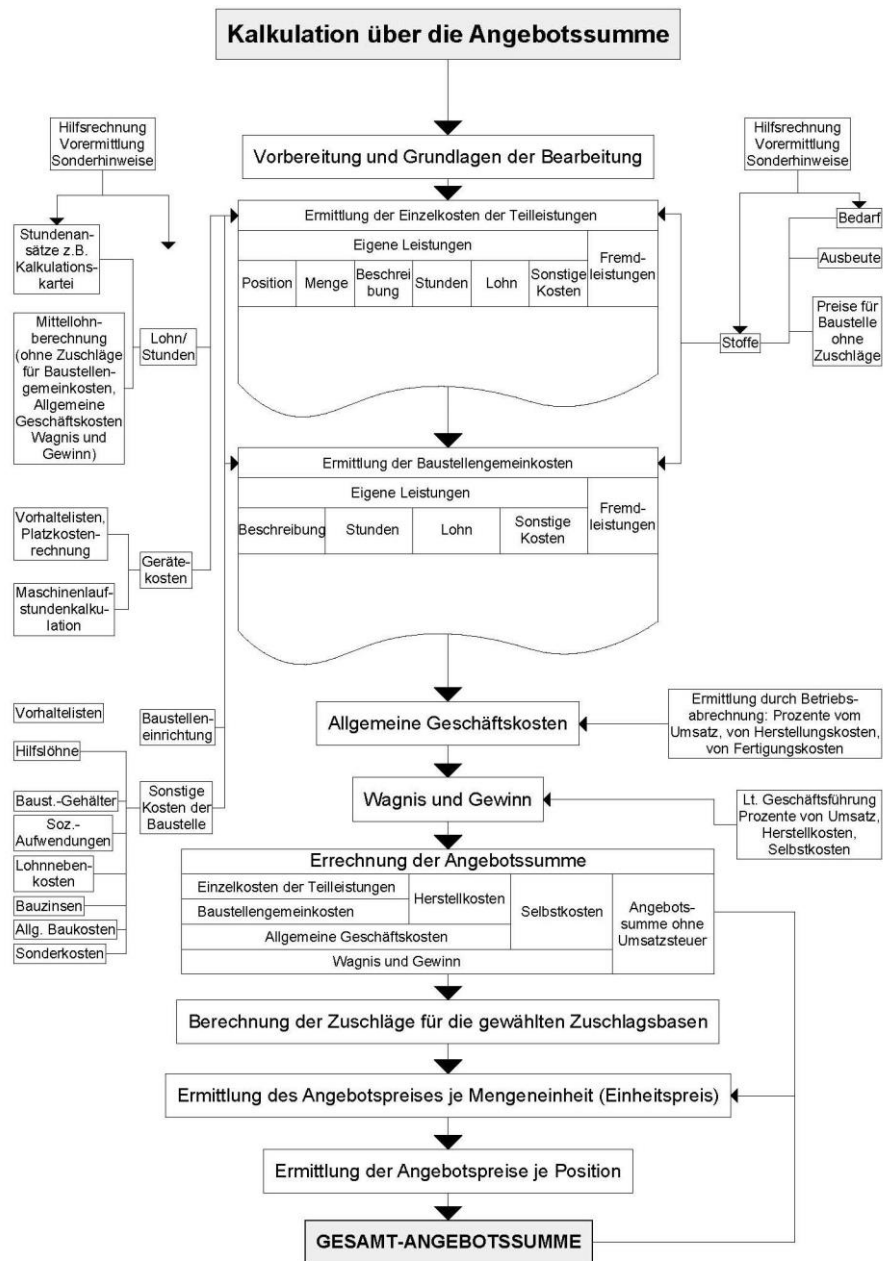 Kalkulation über die Angebotssumme
Hilfsrechnung
Vorermittlung
Sonderhinweise
Vorbereitung und Grundlagen der Bearbeitung
Hilfsrechnung
Vorermittlung
Sonderhinweise
Stundenan-
sätze z.B.
Kalkulations-
kartei
Mittellohn-
berechnung
(ohne Zuschläge
für Baustellen-
gemeinkosten,
Allgemeine
Geschäftskosten
Wagnis und
Gewinn)
Lohn/
Stunden
Ermittlung der Einzelkosten der Teilleistungen
Eigene Leistungen
Fremd-
leistungen
Position
Menge
Beschrei-
bung
Stunden
Lohn
Sonstige
Kosten
Bedarf
Ausbeute
Preise für
Baustelle
ohne
Zuschläge
Stoffe
Ermittlung der Baustellengemeinkosten
Eigene Leistungen
Fremd-
leistungen
Beschreibung
Stunden
Lohn
Sonstige
Kosten
Vorhaltelisten,
Platzkosten-
rechnung
Maschinenlauf-
stundenkalku-
lation
Geräte-
kosten
Vorhaltelisten
Baustellen-
einrichtung
Hilfslöhne
Baust.-Gehälter
Soz.-
Aufwendungen
Lohnneben-
kosten
Bauzinsen
Allg. Baukosten
Sonderkosten
Sonstige
Kosten der
Baustelle
Allgemeine Geschäftskosten
Ermittlung durch Betriebs-
abrechnung: Prozente vom
Umsatz, von Herstellungskosten,
von Fertigungskosten
Wagnis und Gewinn
Lt. Geschäftsführung
Prozente von Umsatz,
Herstellkosten,
Selbstkosten
Errechnung der Angebotssumme
Einzelkosten der Teilleistungen
Baustellengemeinkosten
Herstellkosten
Allgemeine Geschäftskosten
Selbstkosten
Wagnis und Gewinn
Angebots-
summe ohne
Umsatzsteuer
Berechnung der Zuschläge für die gewählten Zuschlagsbasen
Ermittlung des Angebotspreises je Mengeneinheit (Einheitspreis)
Ermittlung der Angebotspreise je Position
GESAMT-ANGEBOTSSUMME